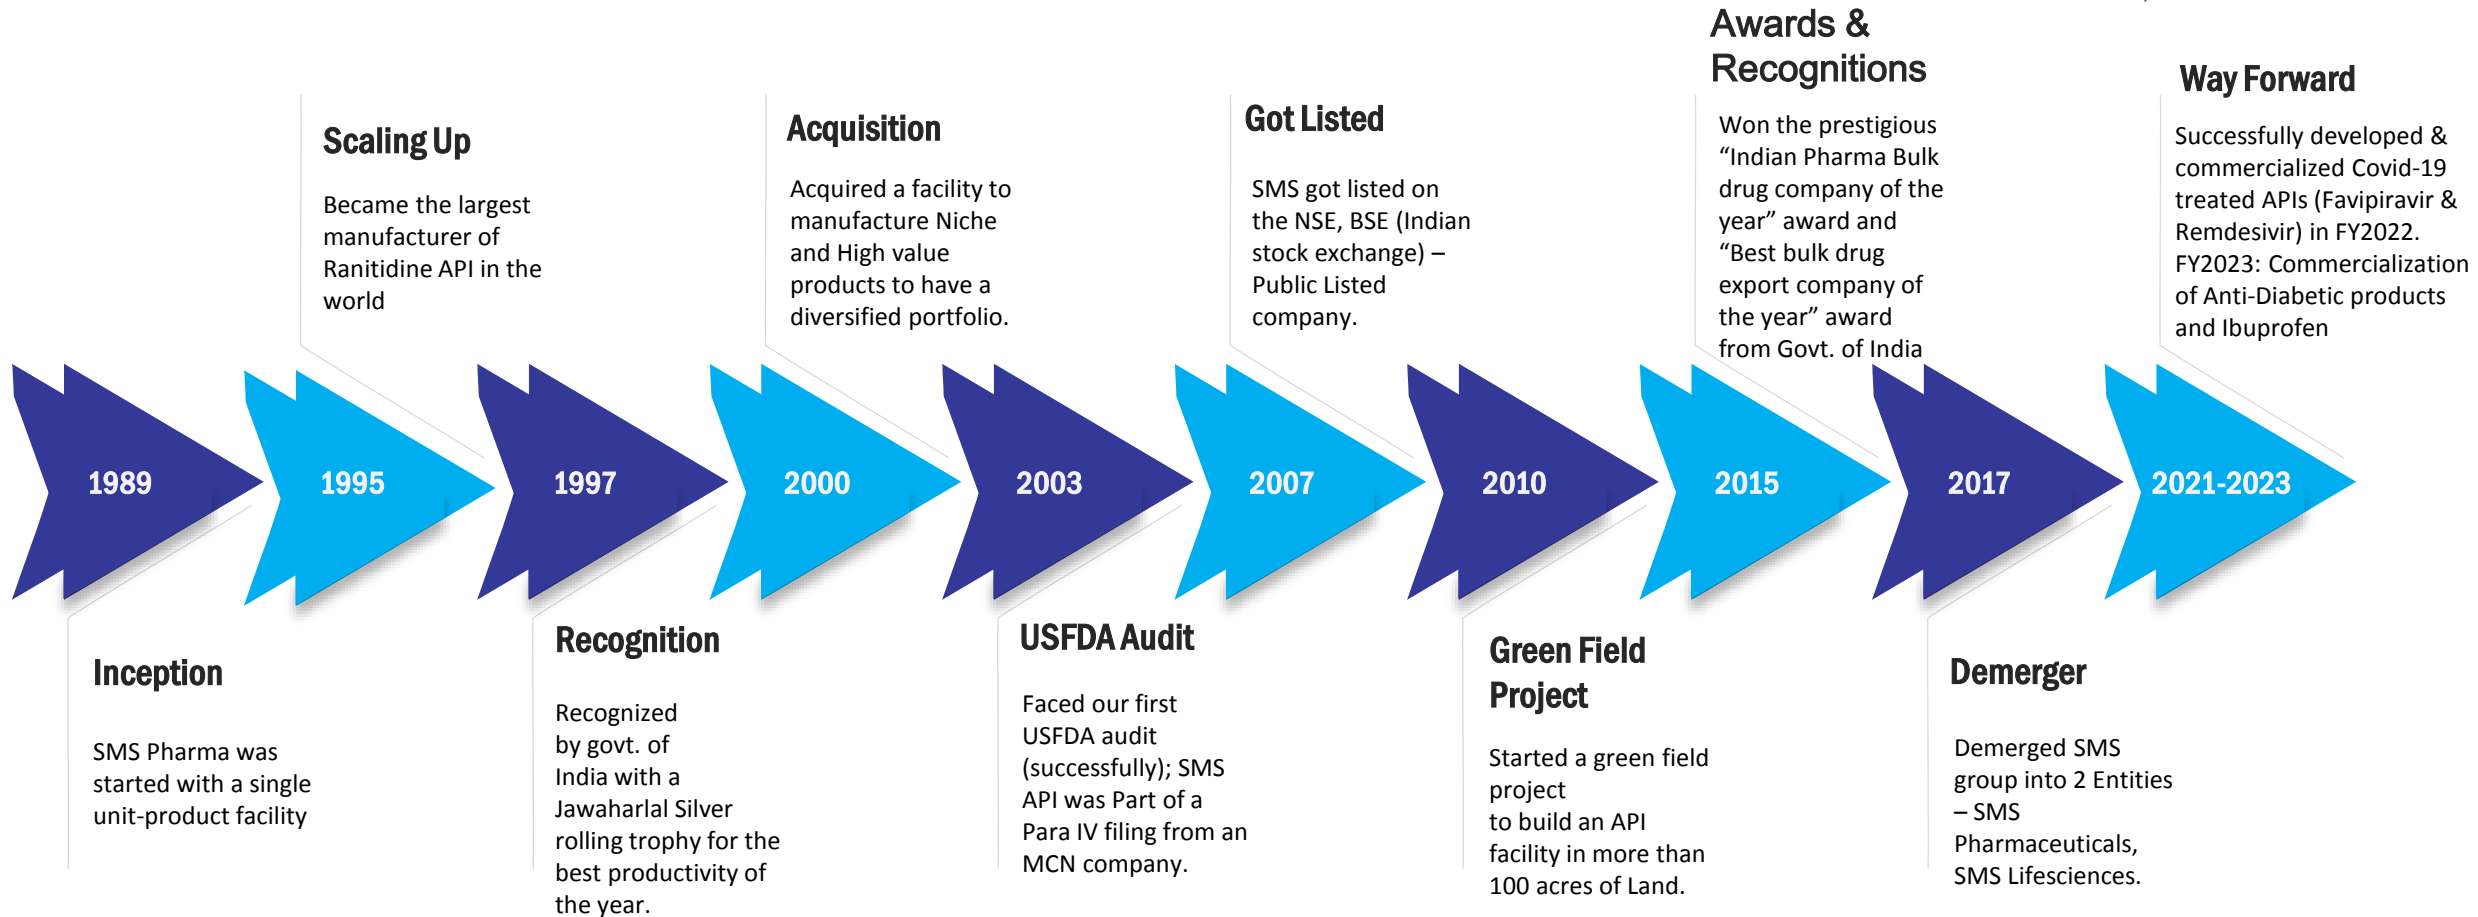 Scaling Up
Became the largest
manufacturer of
Ranitidine API in the
world
Acquisition
Acquired a facility to
manufacture Niche
and High value
products to have a
diversified portfolio.
Got Listed
SMS got listed on
the NSE, BSE (Indian
stock exchange) –
Public Listed
company.
Awards &
Recognitions
Won the prestigious
“Indian Pharma Bulk
drug company of the
year” award and
“Best bulk drug
export company of
the year” award
from Govt. of India
Way Forward
Successfully developed &
commercialized Covid-19
treated APIs (Favipiravir &
Remdesivir) in FY2022.
FY2023: Commercialization
of Anti-Diabetic products
and Ibuprofen
1989
1995
1997
2000
2003
2007
2010
2015
2017
2021-2023
Inception
SMS Pharma was
started with a single
unit-product facility
Recognition
Recognized
by govt. of
India with a
Jawaharlal Silver
rolling trophy for the
best productivity of
the year.
USFDA Audit
Faced our first
USFDA audit
(successfully); SMS
API was Part of a
Para IV filing from an
MCN company.
Green Field
Project
Started a green field
project
to build an API
facility in more than
100 acres of Land.
Demerger
Demerged SMS
group into 2 Entities
– SMS
Pharmaceuticals,
SMS Lifesciences.